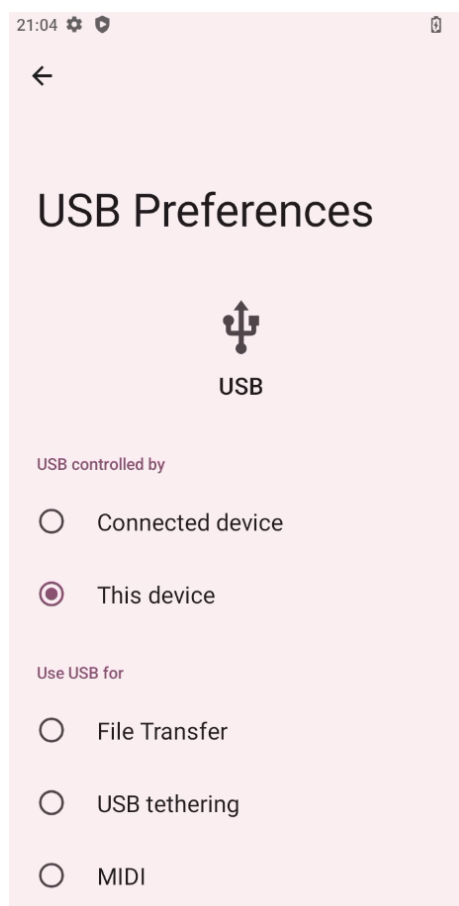 21:04
USB Preferences
USB
USB controlled by
Connected device
This device
Use USB for
File Transfer
USB tethering
MIDI